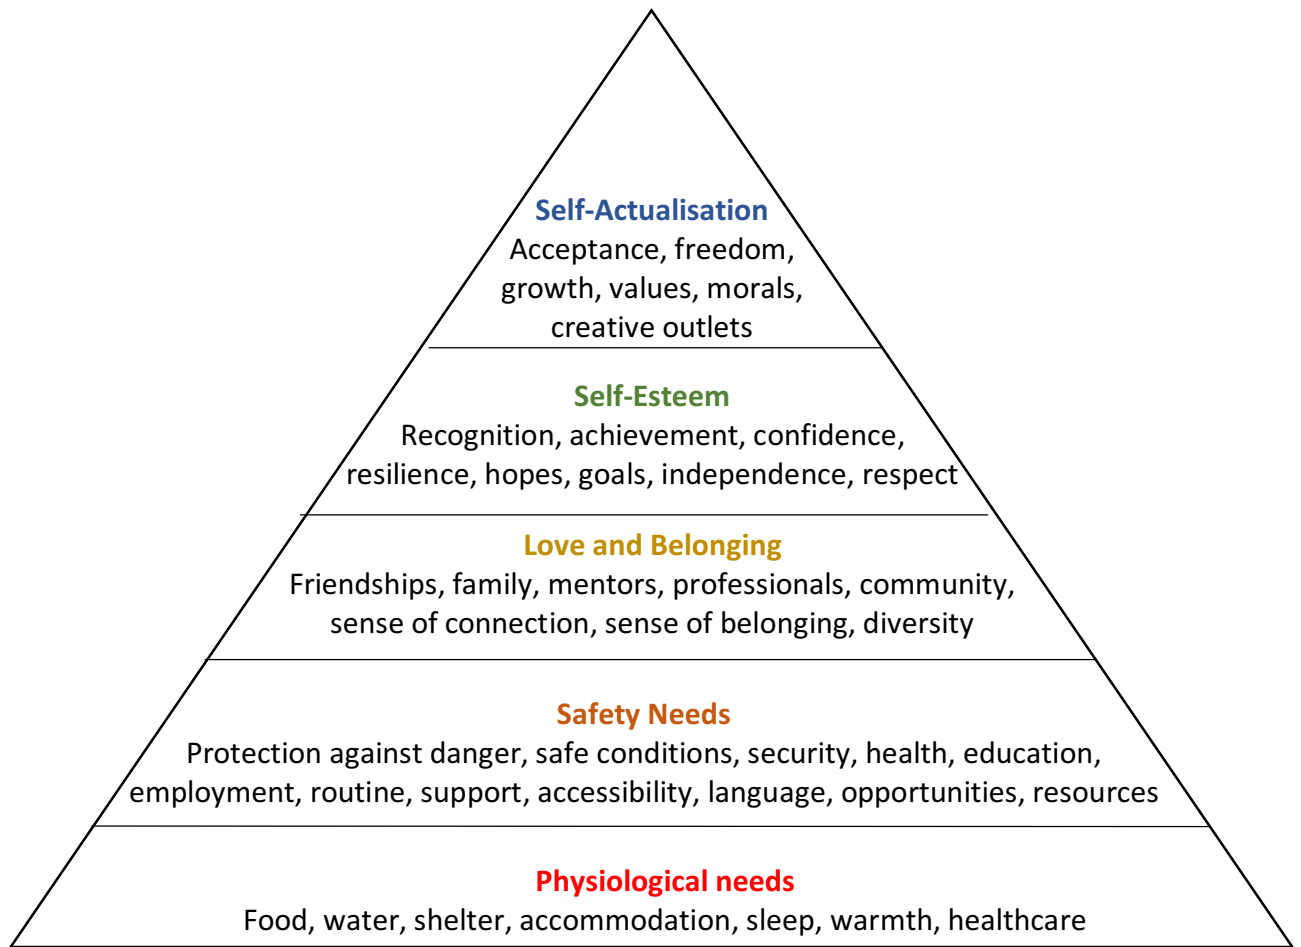 Self-Actualisation
Acceptance, freedom,
growth, values, morals,
creative outlets
Self-Esteem
Recognition, achievement, confidence,
resilience, hopes, goals, independence, respect
Love and Belonging
Friendships, family, mentors, professionals, community,
sense of connection, sense of belonging, diversity
Safety Needs
Protection against danger, safe conditions, security, health, education,
employment, routine, support, accessibility, language, opportunities, resources
Physiological needs
Food, water, shelter, accommodation, sleep, warmth, healthcare